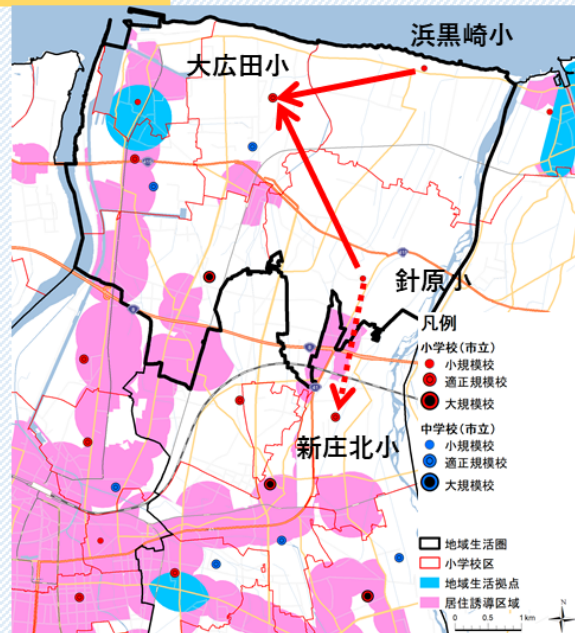 浜黒崎小
大広田小
針原小
新庄北小
凡例
小学校(市立)
小規模校
適正規模校
大規模校
中学校(市立)
小規模校
適正規模校
大規模校
地域生活圏
小学校区
地域生活拠点
居住誘導区域
0 0.5 1 km
N